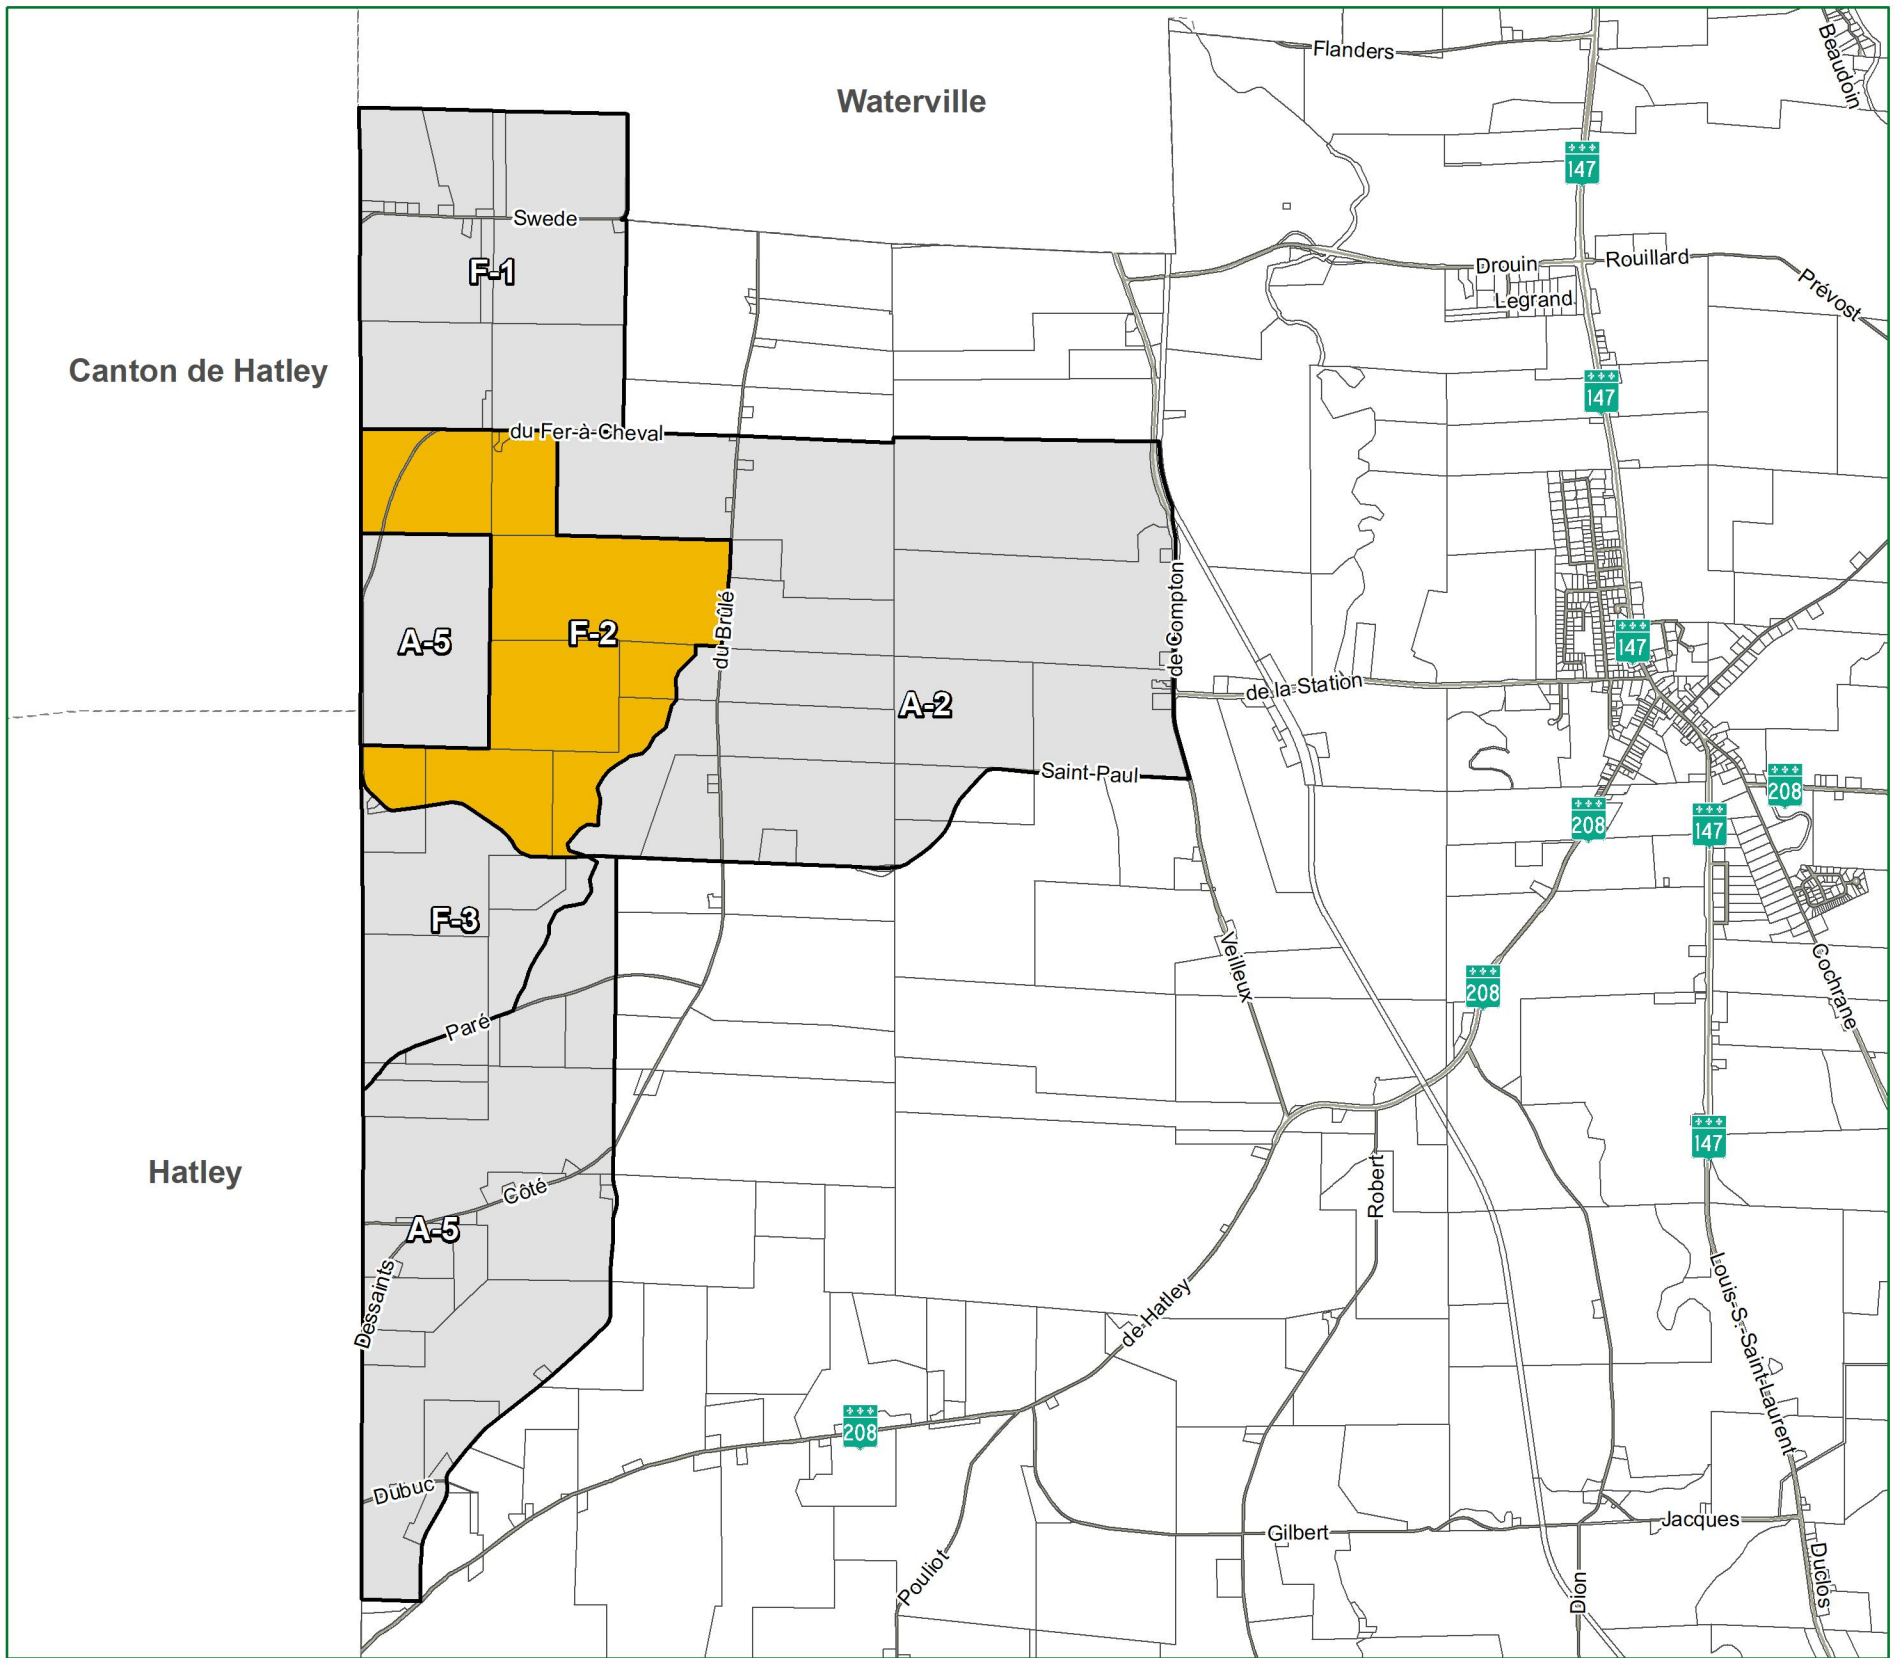 Flanders
Beaudoin
Waterville
147
Swede
F-1
Drouin
Rouillard
Legrand
Prévost
Canton de Hatley
147
du Fer-à-Cheval
du Brûlé
de Compton
F-2
A-5
147
de la Station
A-2
Saint-Paul
208
208
147
F-3
Veilleux
208
Cochrane
Paré
147
Hatley
Robert
Côté
A-5
Dessaints
de Hatley
Louis-S.-Saint-Laurent
208
Dubuc
Gilbert
Jacques
Pouliot
Dion
Duclos